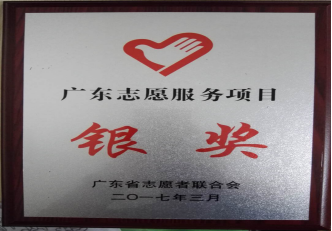 广东志愿服务项目
银奖
广东省志愿者联合会
二〇一七年三月